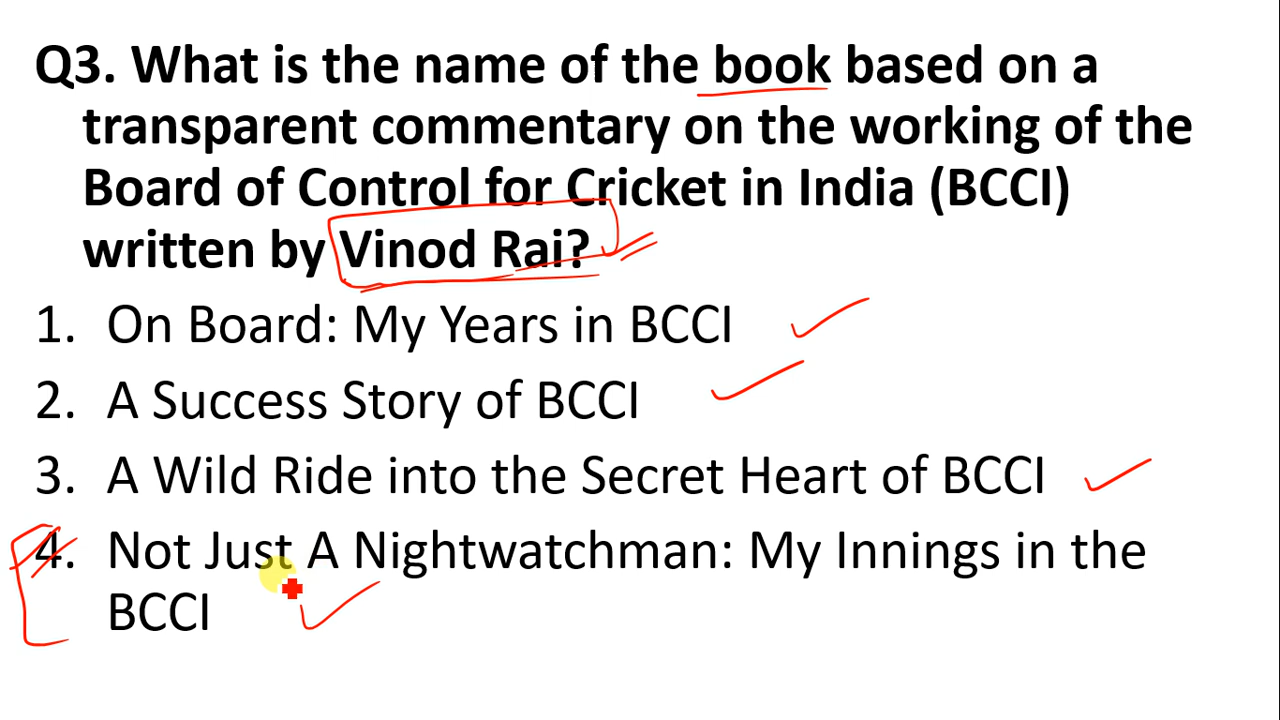 Q3. What is the name of the book based on a
transparent commentary on the working of the
Board of Control for Cricket in India (BCCI)
written by Vinod Rai?
1. On Board: My Years in BCCI
2. A Success Story of BCCI
3. A Wild Ride into the Secret Heart of BCCI
4. Not Just A Nightwatchman: My Innings in the
BCCI